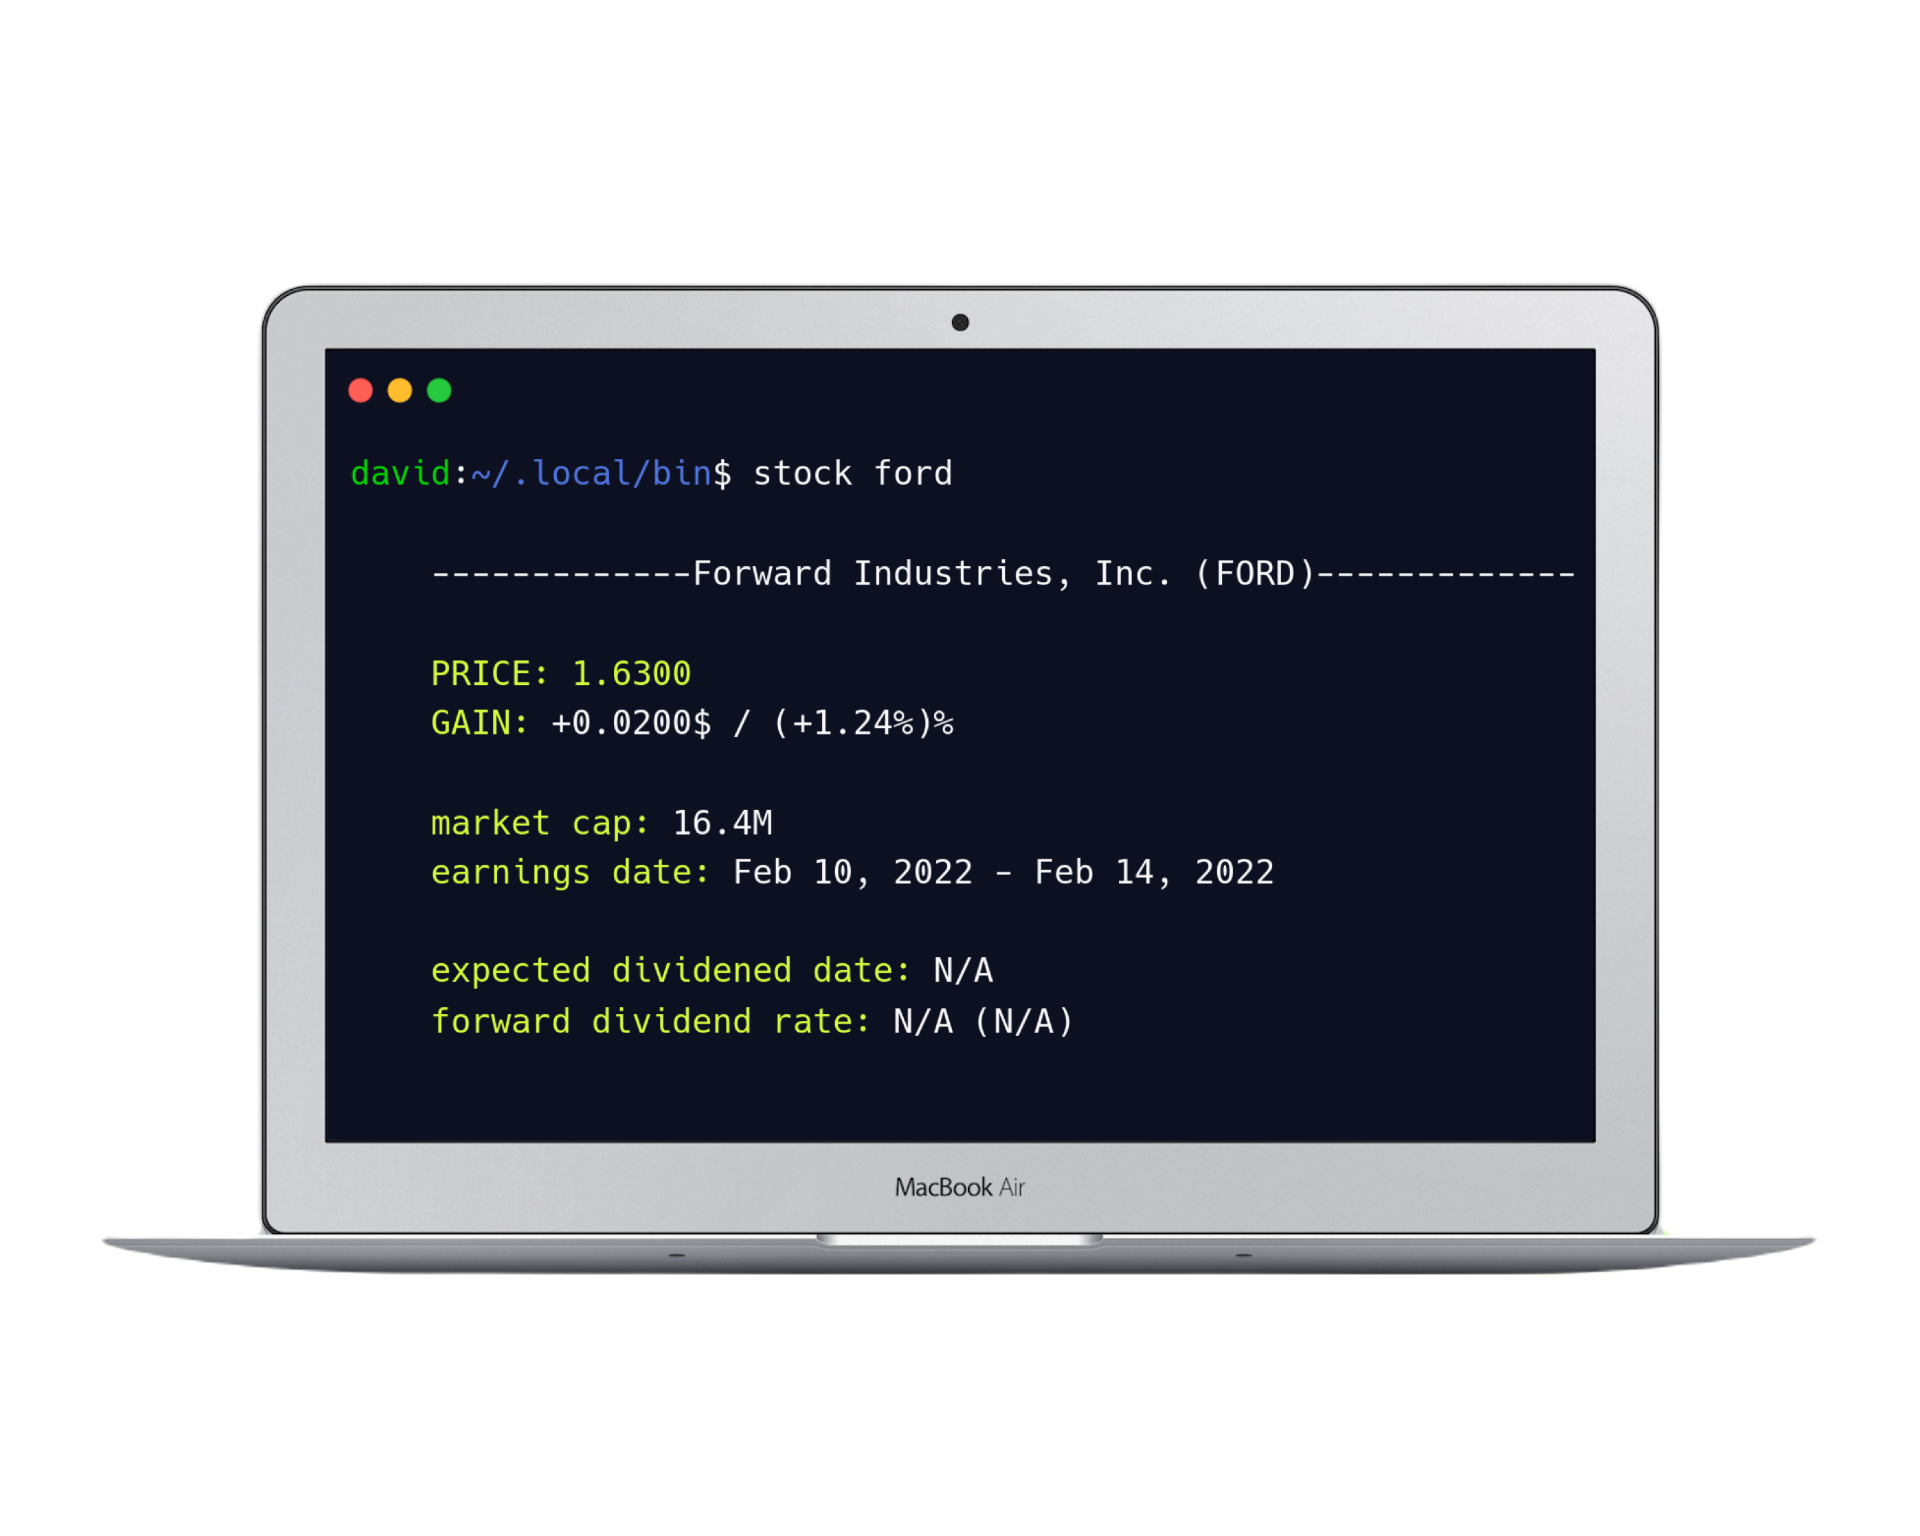 david:~/.local/bin$ stock ford
-------------Forward Industries, Inc. (FORD)-------------
PRICE: 1.6300
GAIN: +0.0200$ / (+1.24%)%
market cap: 16.4M
earnings date: Feb 10, 2022 - Feb 14, 2022
expected dividened date: N/A
forward dividend rate: N/A (N/A)
MacBook Air